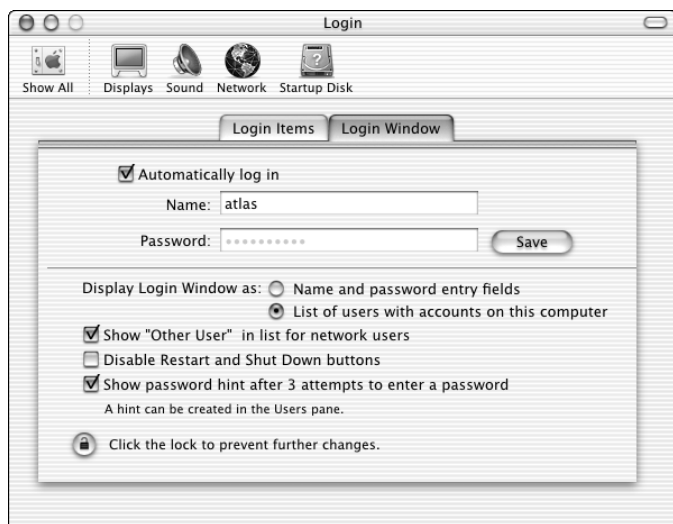 Login
Show All Displays Sound Network Startup Disk
Login Items Login Window
Automatically log in
Name: atlas
Password: ••••••••••
Save
Display Login Window as: Name and password entry fields
List of users with accounts on this computer
Show "Other User" in list for network users
Disable Restart and Shut Down buttons
Show password hint after 3 attempts to enter a password
A hint can be created in the Users pane.
Click the lock to prevent further changes.